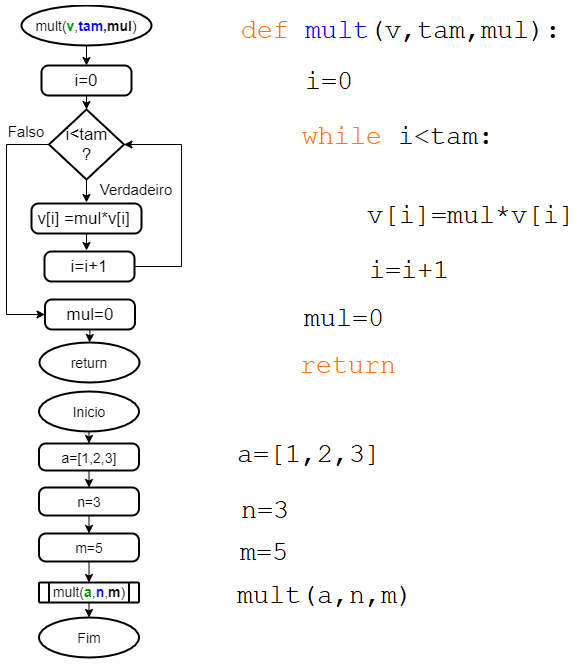 mult(v,tam,mul)
i=0
Falso
i<tam
?
Verdadeiro
v[i] =mul*v[i]
i=i+1
mul=0
return
Inicio
a=[1,2,3]
n=3
m=5
mult(a,n,m)
Fim
def mult(v,tam,mul):
i=0
while i<tam:
v[i]=mul*v[i]
i=i+1
mul=0
return
a=[1,2,3]
n=3
m=5
mult(a,n,m)